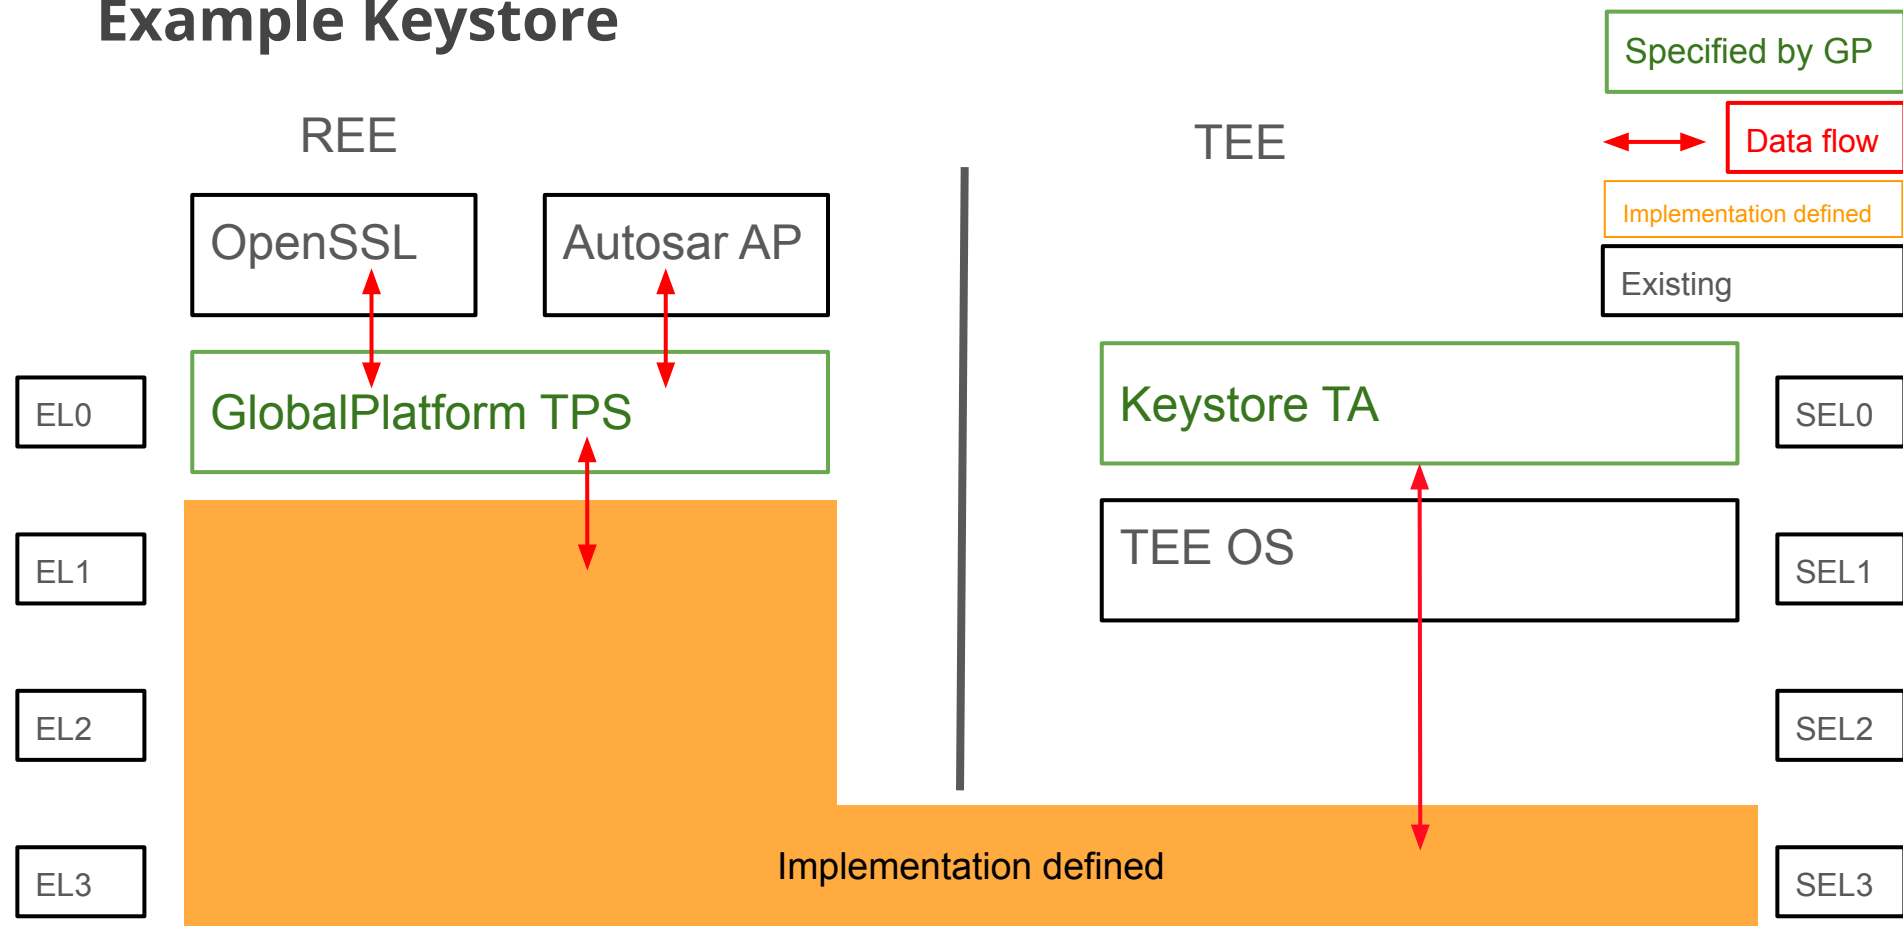 Example Keystore
Specified by GP
Data flow
Implementation defined
Existing
REE
TEE
OpenSSL
Autosar AP
EL0
GlobalPlatform TPS
Keystore TA
SEL0
EL1
TEE OS
SEL1
EL2
SEL2
EL3
Implementation defined
SEL3